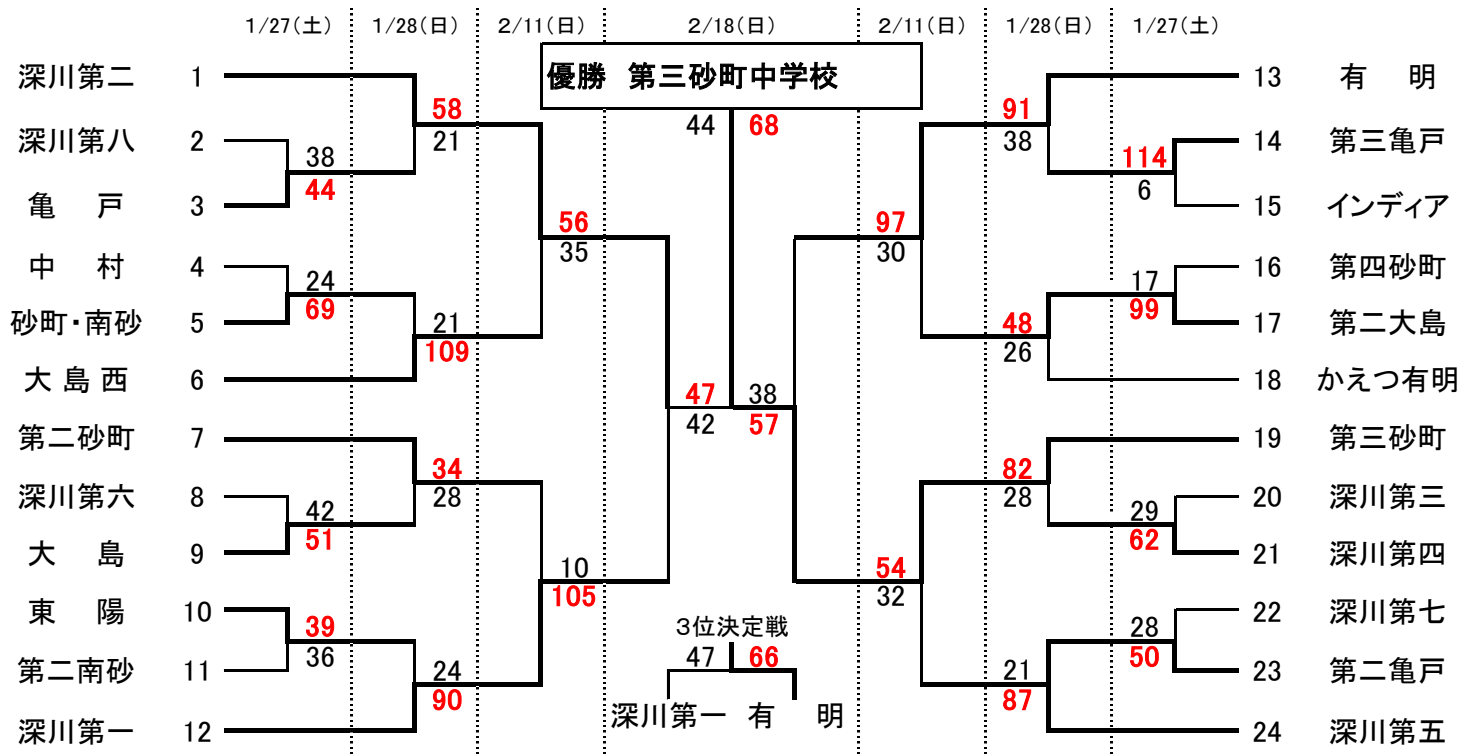 1/27(土) 1/28(日) 2/11(日) 2/18(日) 2/11(日) 1/28(日) 1/27(土)
優勝 第三砂町中学校
深川第二 1 13 有 明
58 44 68 91
深川第八 2 21 38 14 第三亀戸
38 114
亀 戸 3 44 6 15 インディア
56 97
中 村 4 35 30 16 第四砂町
24 17
砂町・南砂 5 69 21 48 99 17 第二大島
109 26
大 島 西 6 18 かえつ有明
47 38
42 57
第二砂町 7 19 第三砂町
34 82
深川第六 8 28 28 20 深川第三
42 29
大 島 9 51 62 21 深川第四
10 54
105 32
東 陽 10 22 深川第七
39 3位決定戦 28
36 47 66 50
第二南砂 11 24 21 23 第二亀戸
90 87
深川第一 有 明
深川第一 12 24 深川第五